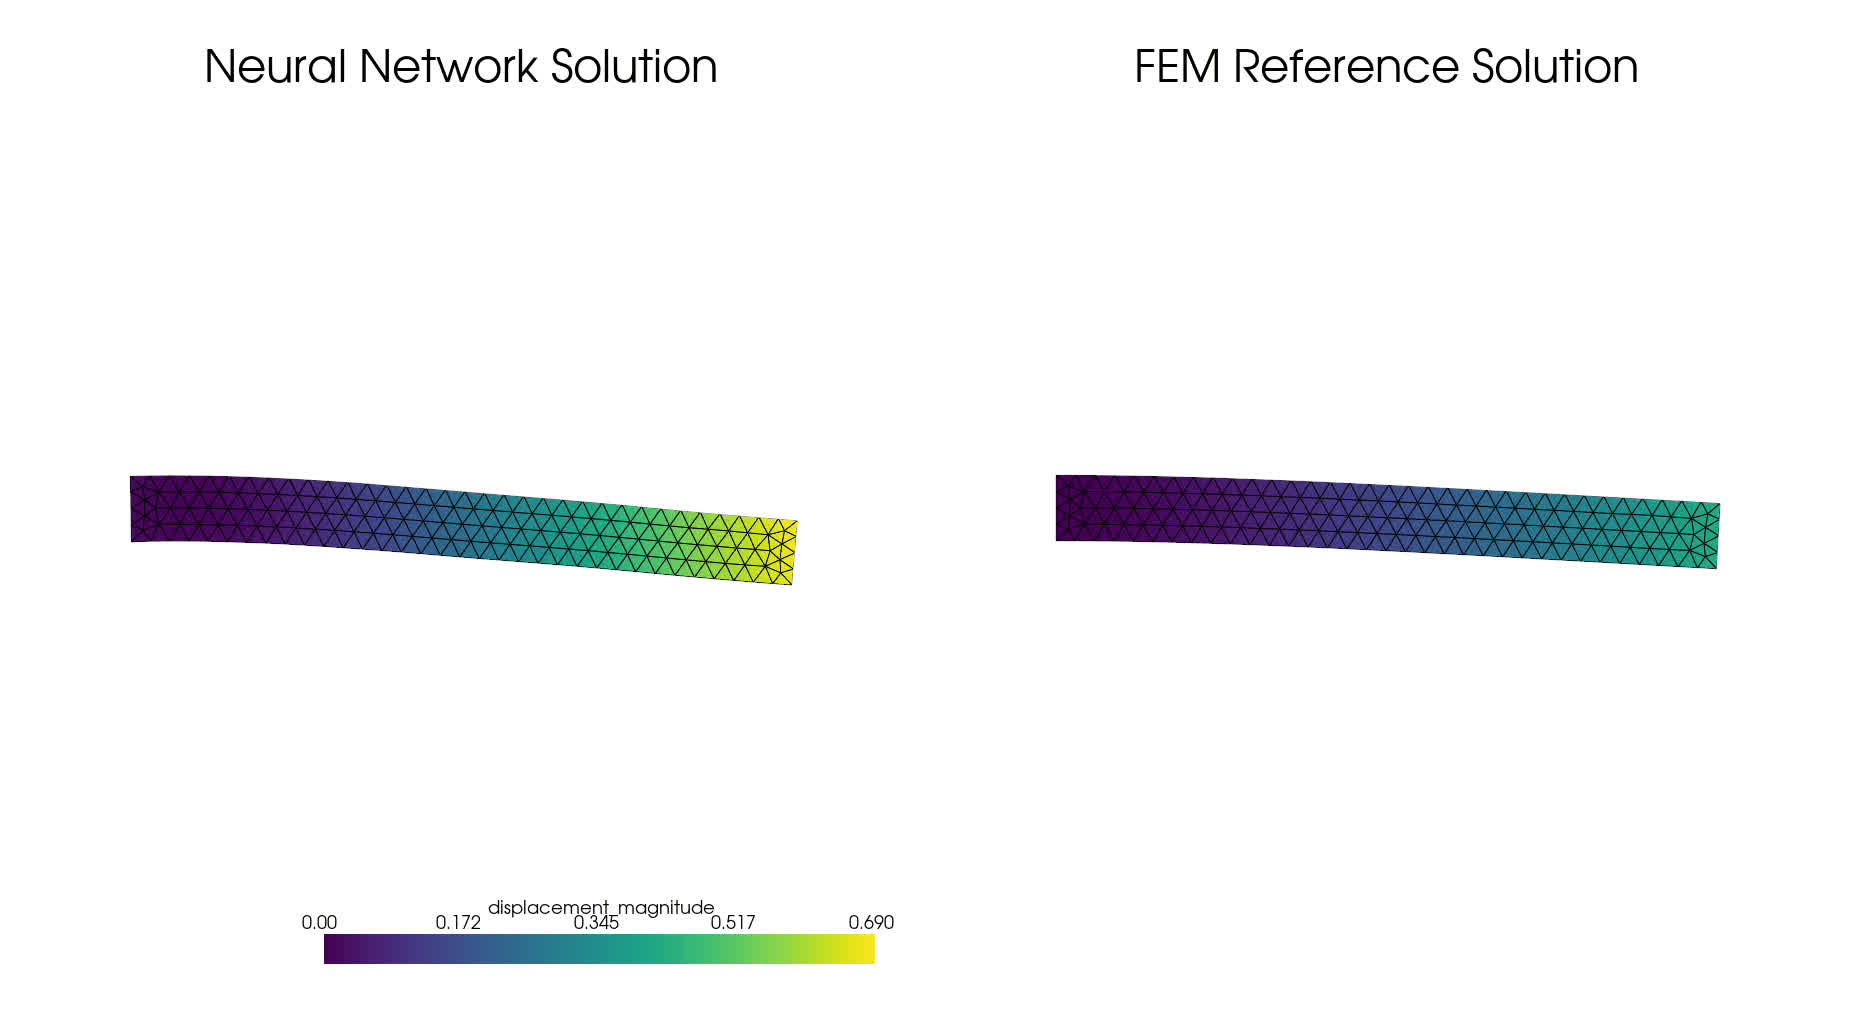 Neural Network Solution
FEM Reference Solution
displacement_magnitude
0.00 0.172 0.345 0.517 0.690